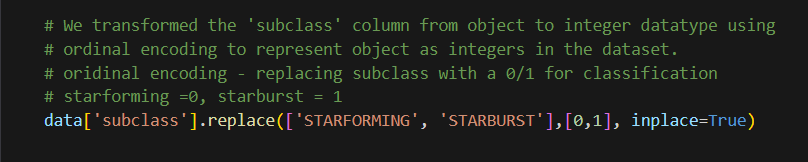 # We transformed the 'subclass' column from object to integer datatype using
# ordinal encoding to represent object as integers in the dataset.
# oridinal encoding - replacing subclass with a 0/1 for classification
# starforming =0, starburst = 1
data['subclass'].replace(['STARFORMING', 'STARBURST'],[0,1], inplace=True)